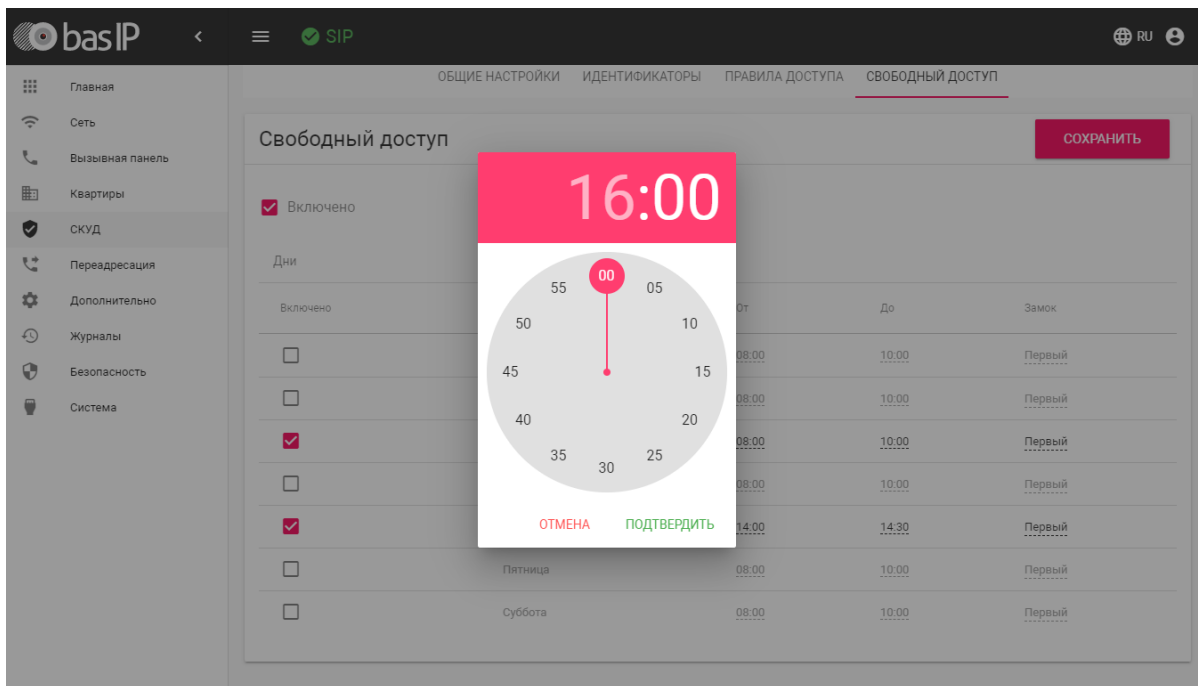 bas IP
SIP
RU
Главная
Сеть
Вызывная панель
Квартиры
СКУД
Переадресация
Дополнительно
Журналы
Безопасность
Система
ОБЩИЕ НАСТРОЙКИ ИДЕНТИФИКАТОРЫ ПРАВИЛА ДОСТУПА СВОБОДНЫЙ ДОСТУП
Свободный доступ СОХРАНИТЬ
Включено
Дни
Включено От До Замок
08:00 10:00 Первый
08:00 10:00 Первый
08:00 10:00 Первый
08:00 10:00 Первый
14:00 14:30 Первый
Пятница 08:00 10:00 Первый
Суббота 08:00 10:00 Первый
16:00
00
55 05
50 10
45 15
40 20
35 25
30
ОТМЕНА ПОДТВЕРДИТЬ